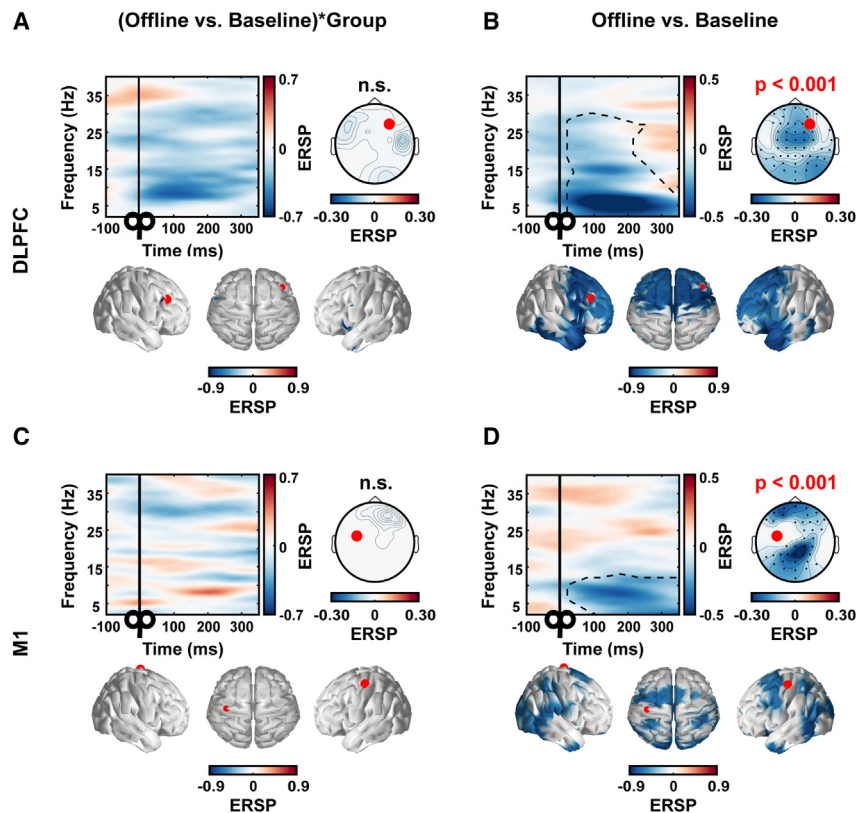 A
(Offline vs. Baseline)*Group
B
Offline vs. Baseline
DLPFC
Frequency (Hz)
35
25
15
5
-100
100
200
300
Time (ms)
0.7
0
-0.7
ERSP
n.s.
-0.30
0
0.30
ERSP
-0.9
0
0.9
ERSP
Frequency (Hz)
35
25
15
5
-100
100
200
300
Time (ms)
0.5
0
-0.5
ERSP
p < 0.001
-0.30
0
0.30
ERSP
-0.9
0
0.9
ERSP
C
D
M1
Frequency (Hz)
35
25
15
5
-100
100
200
300
Time (ms)
0.7
0
-0.7
ERSP
n.s.
-0.30
0
0.30
ERSP
-0.9
0
0.9
ERSP
Frequency (Hz)
35
25
15
5
-100
100
200
300
Time (ms)
0.5
0
-0.5
ERSP
p < 0.001
-0.30
0
0.30
ERSP
-0.9
0
0.9
ERSP